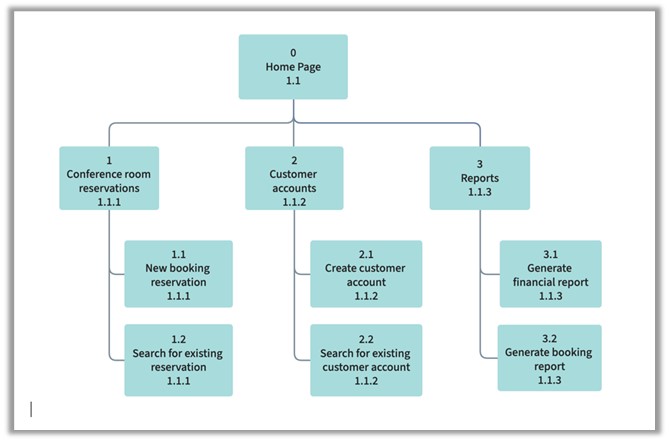 0
Home Page
1.1
1
Conference room
reservations
1.1.1
2
Customer
accounts
1.1.2
3
Reports
1.1.3
1.1
New booking
reservation
1.1.1
2.1
Create customer
account
1.1.2
3.1
Generate
financial report
1.1.3
1.2
Search for existing
reservation
1.1.1
2.2
Search for existing
customer account
1.1.2
3.2
Generate booking
report
1.1.3